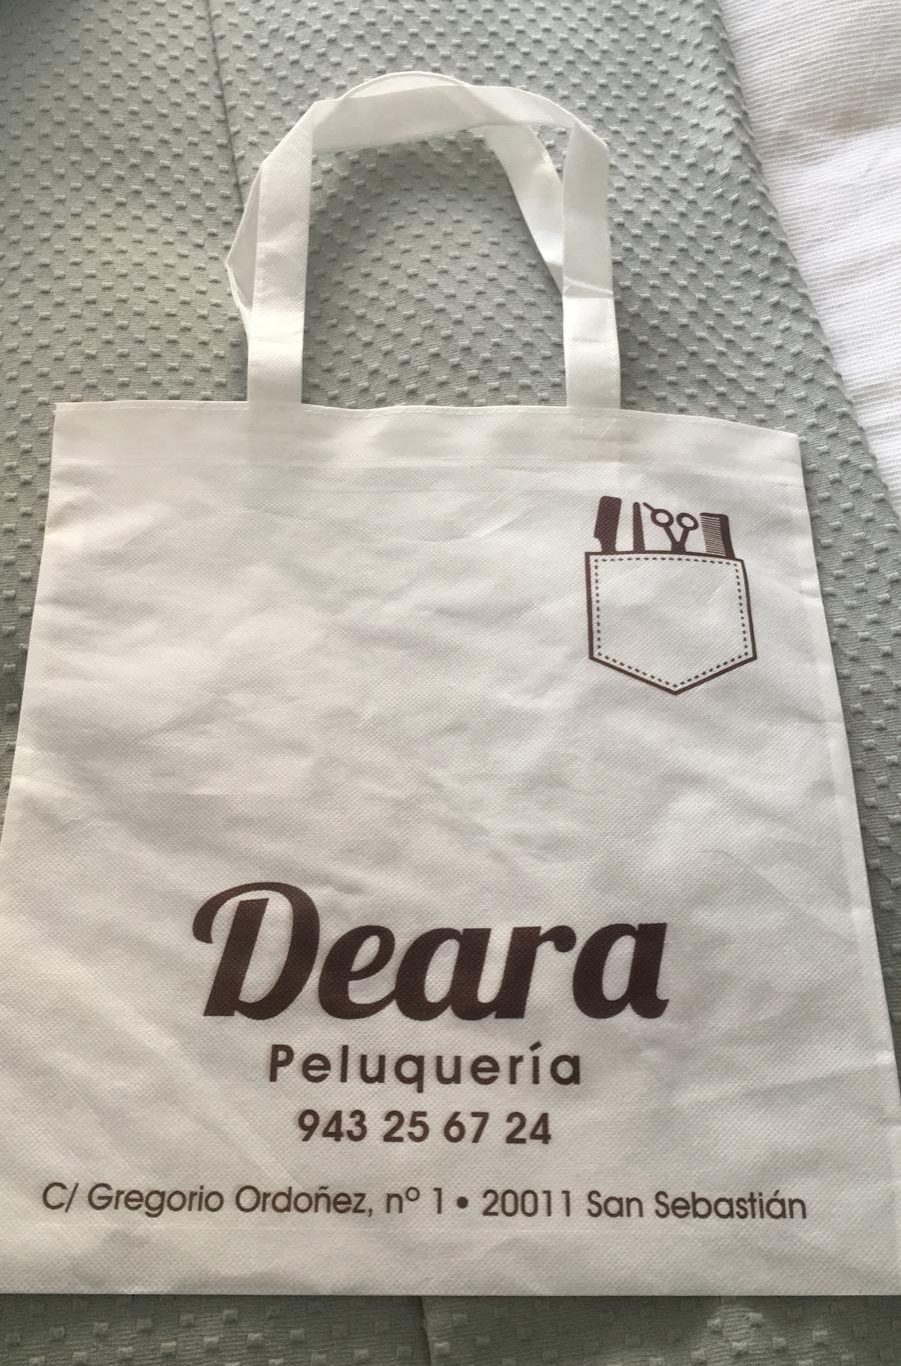 Deara
Peluquería
943 25 67 24
C/ Gregorio Ordoñez, nº 1 • 20011 San Sebastián